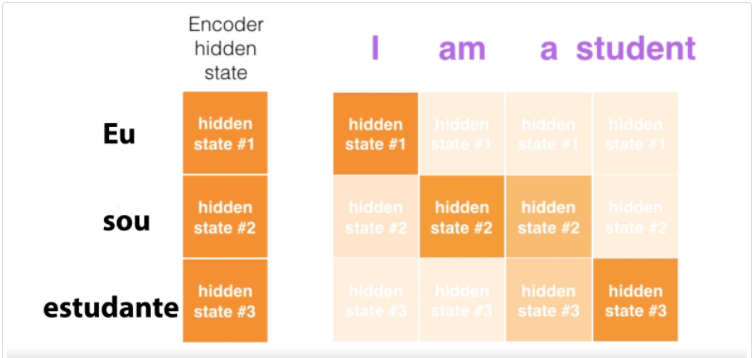 Encoder
hidden
state
I am a student
Eu
hidden state #1
hidden state #1
hidden state #1
hidden state #1
hidden state #1
sou
hidden state #2
hidden state #2
hidden state #2
hidden state #2
hidden state #2
estudante
hidden state #3
hidden state #3
hidden state #3
hidden state #3
hidden state #3